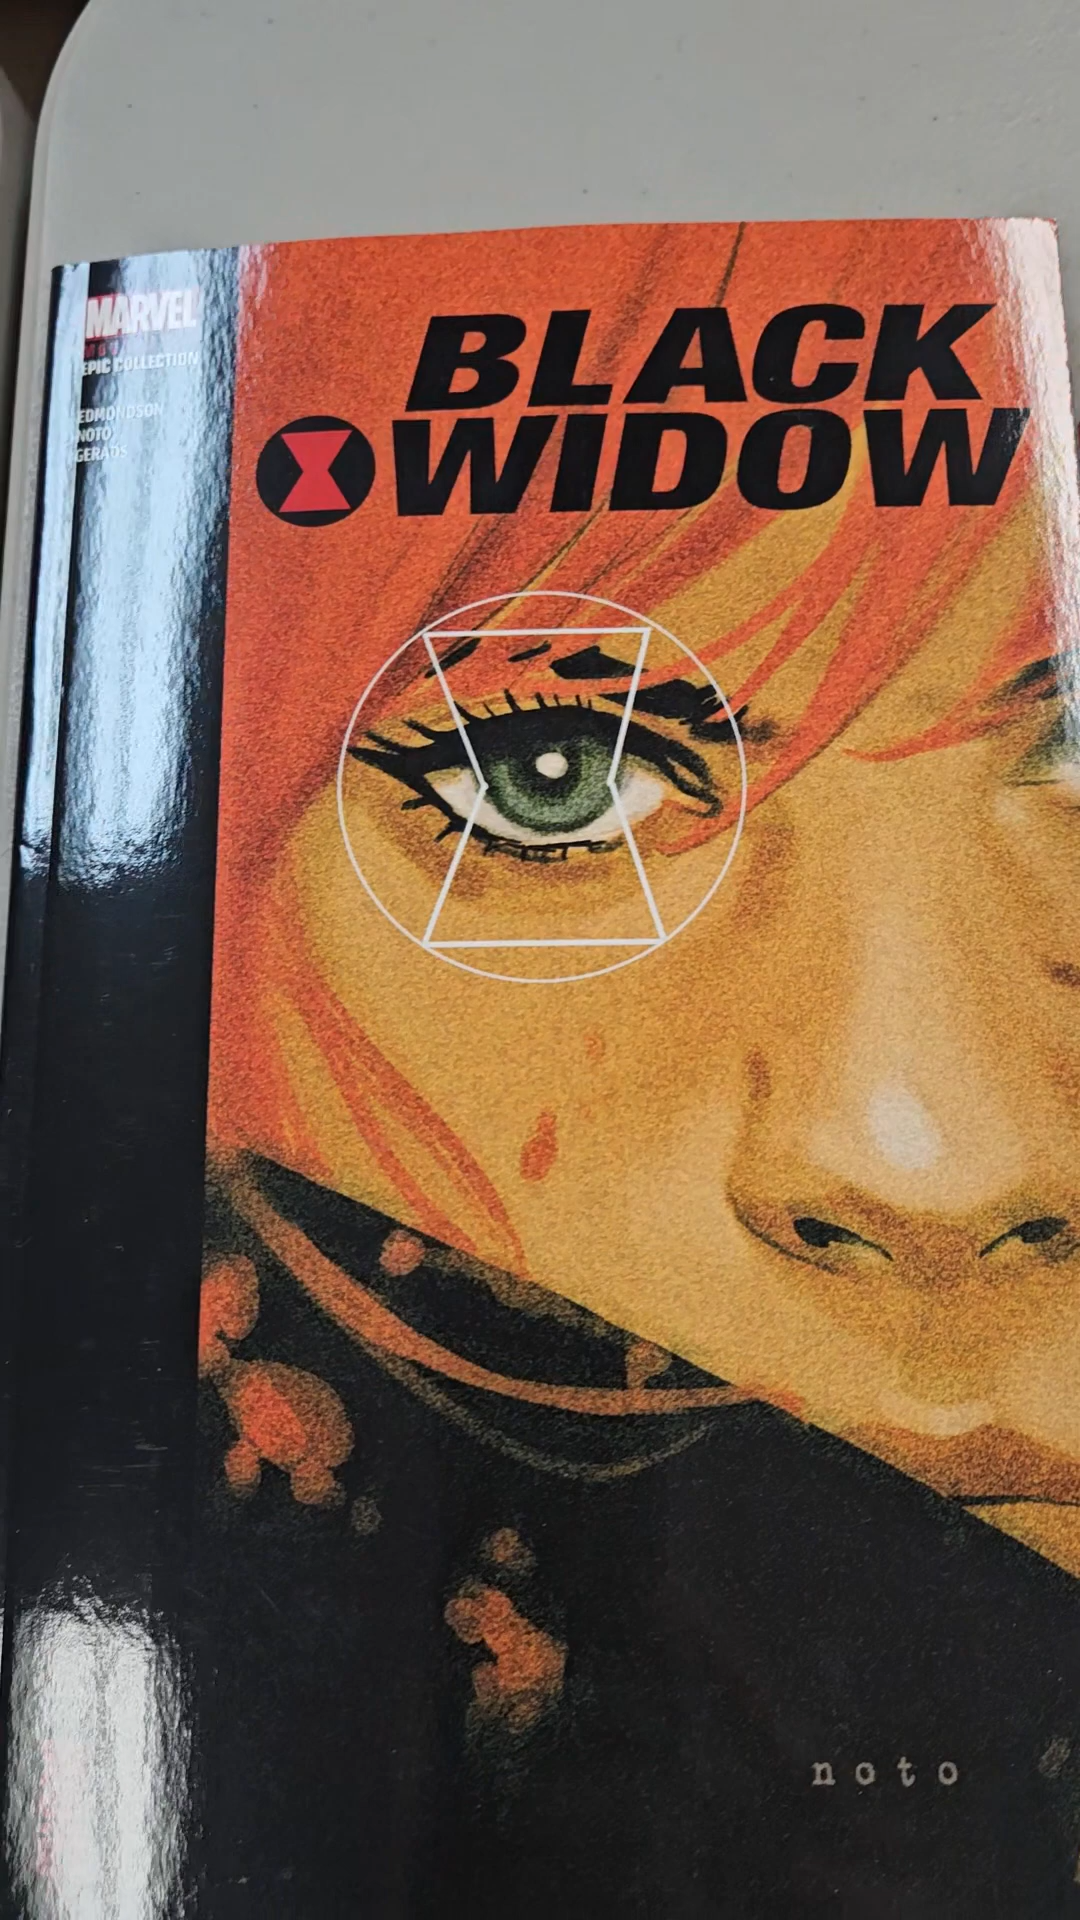 MARVEL
EPIC COLLECTION
EDMONDSON
NOTO
GERADS
BLACK
WIDOW
noto